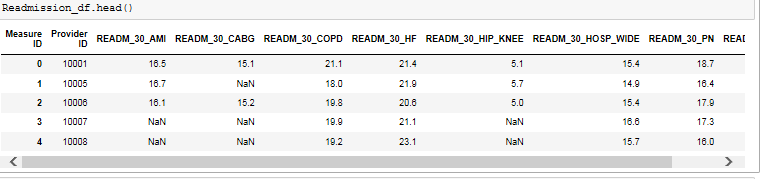 Readmission_df.head()
Measure ID Provider ID READM_30_AMI READM_30_CABG READM_30_COPD READM_30_HF READM_30_HIP_KNEE READM_30_HOSP_WIDE READM_30_PN READ
0 10001 16.5 15.1 21.1 21.4 5.1 15.4 18.7
1 10005 16.7 NaN 18.0 21.9 5.7 14.9 16.4
2 10006 16.1 15.2 19.8 20.6 5.0 15.4 17.9
3 10007 NaN NaN 19.9 21.1 NaN 16.6 17.3
4 10008 NaN NaN 19.2 23.1 NaN 15.7 16.0